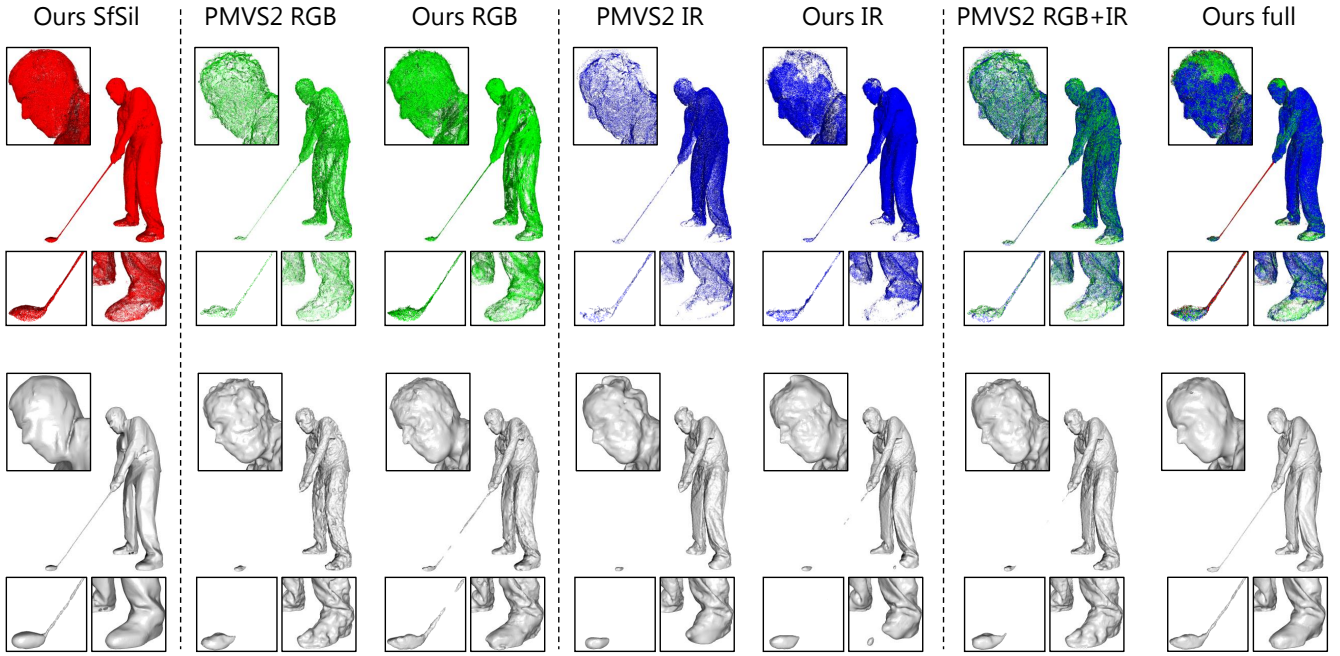 Ours SfSil
PMVS2 RGB
Ours RGB
PMVS2 IR
Ours IR
PMVS2 RGB+IR
Ours full